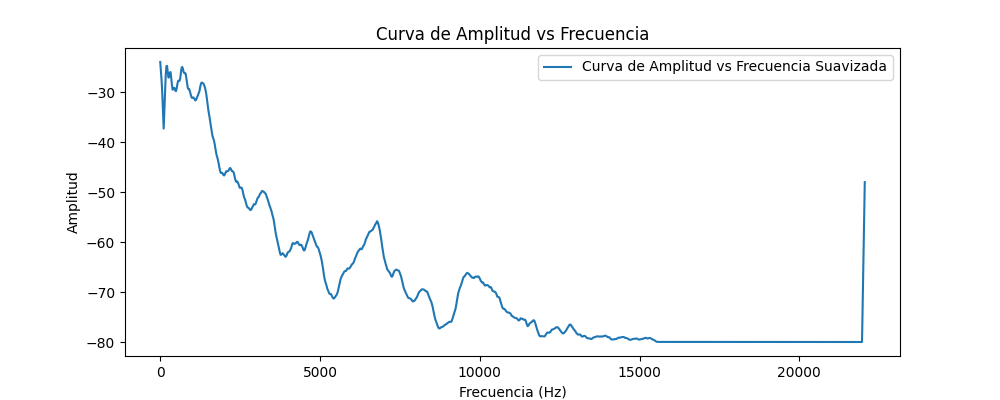 Curva de Amplitud vs Frecuencia
Curva de Amplitud vs Frecuencia Suavizada
Amplitud
−30
−40
−50
−60
−70
−80
0 5000 10000 15000 20000
Frecuencia (Hz)